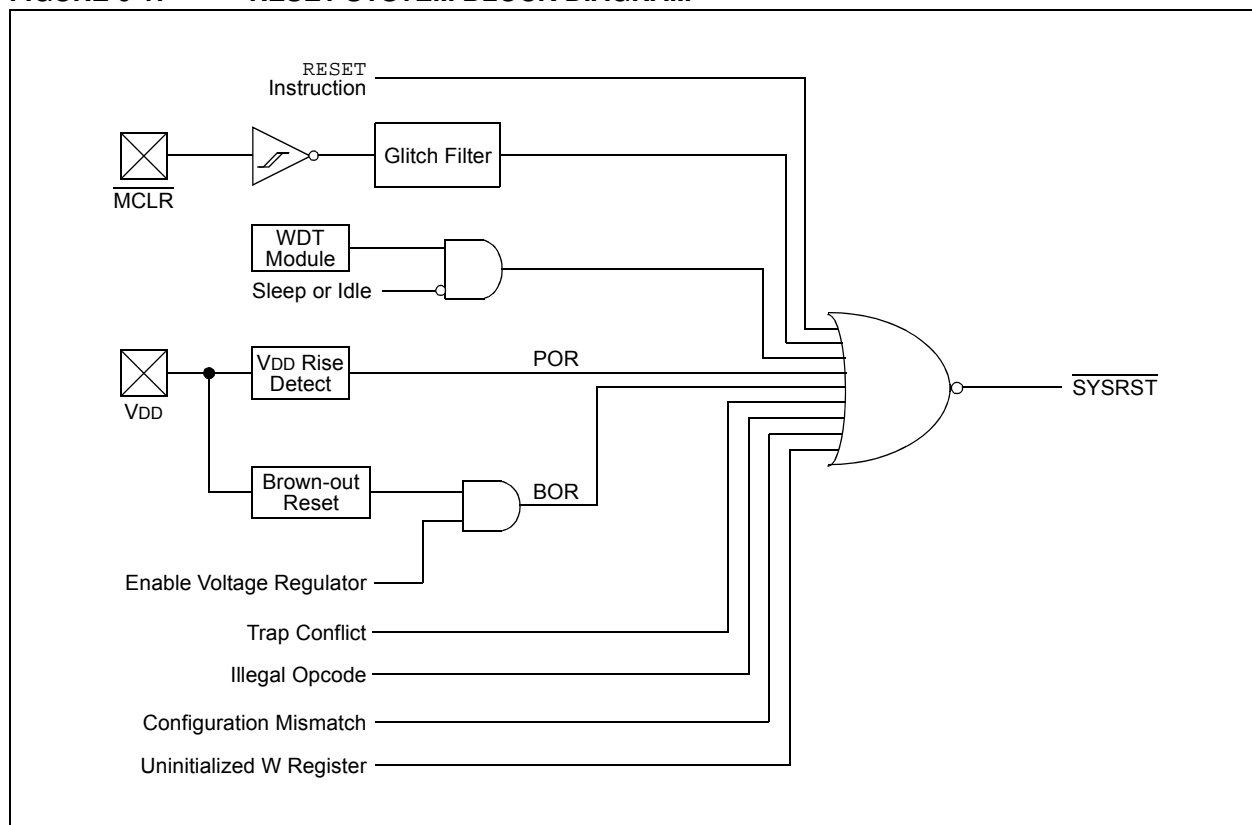 RESET
Instruction
Glitch Filter
MCLR
WDT
Module
Sleep or Idle
VDD Rise
Detect
POR
VDD
SYSRST
Brown-out
Reset
BOR
Enable Voltage Regulator
Trap Conflict
Illegal Opcode
Configuration Mismatch
Uninitialized W Register